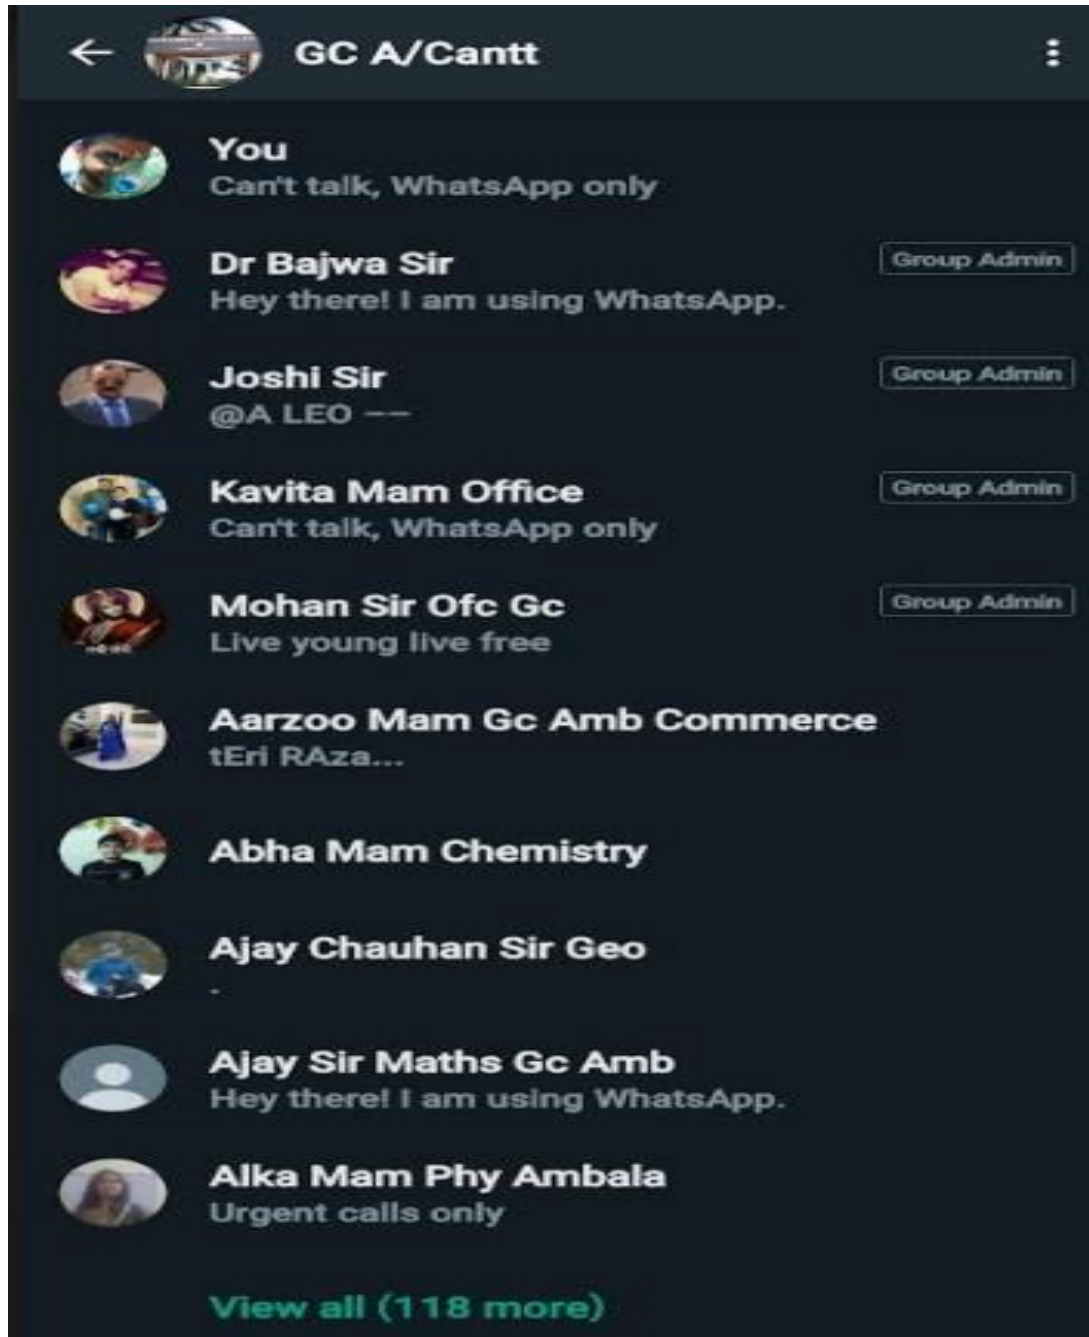 GC A/Cantt
You
Can't talk, WhatsApp only
Dr Bajwa Sir
Group Admin
Hey there! I am using WhatsApp.
Joshi Sir
Group Admin
@A LEO −−
Kavita Mam Office
Group Admin
Can't talk, WhatsApp only
Mohan Sir Ofc Gc
Group Admin
Live young live free
Aarzoo Mam Gc Amb Commerce
tEri RAza...
Abha Mam Chemistry
Ajay Chauhan Sir Geo
.
Ajay Sir Maths Gc Amb
Hey there! I am using WhatsApp.
Alka Mam Phy Ambala
Urgent calls only
View all (118 more)